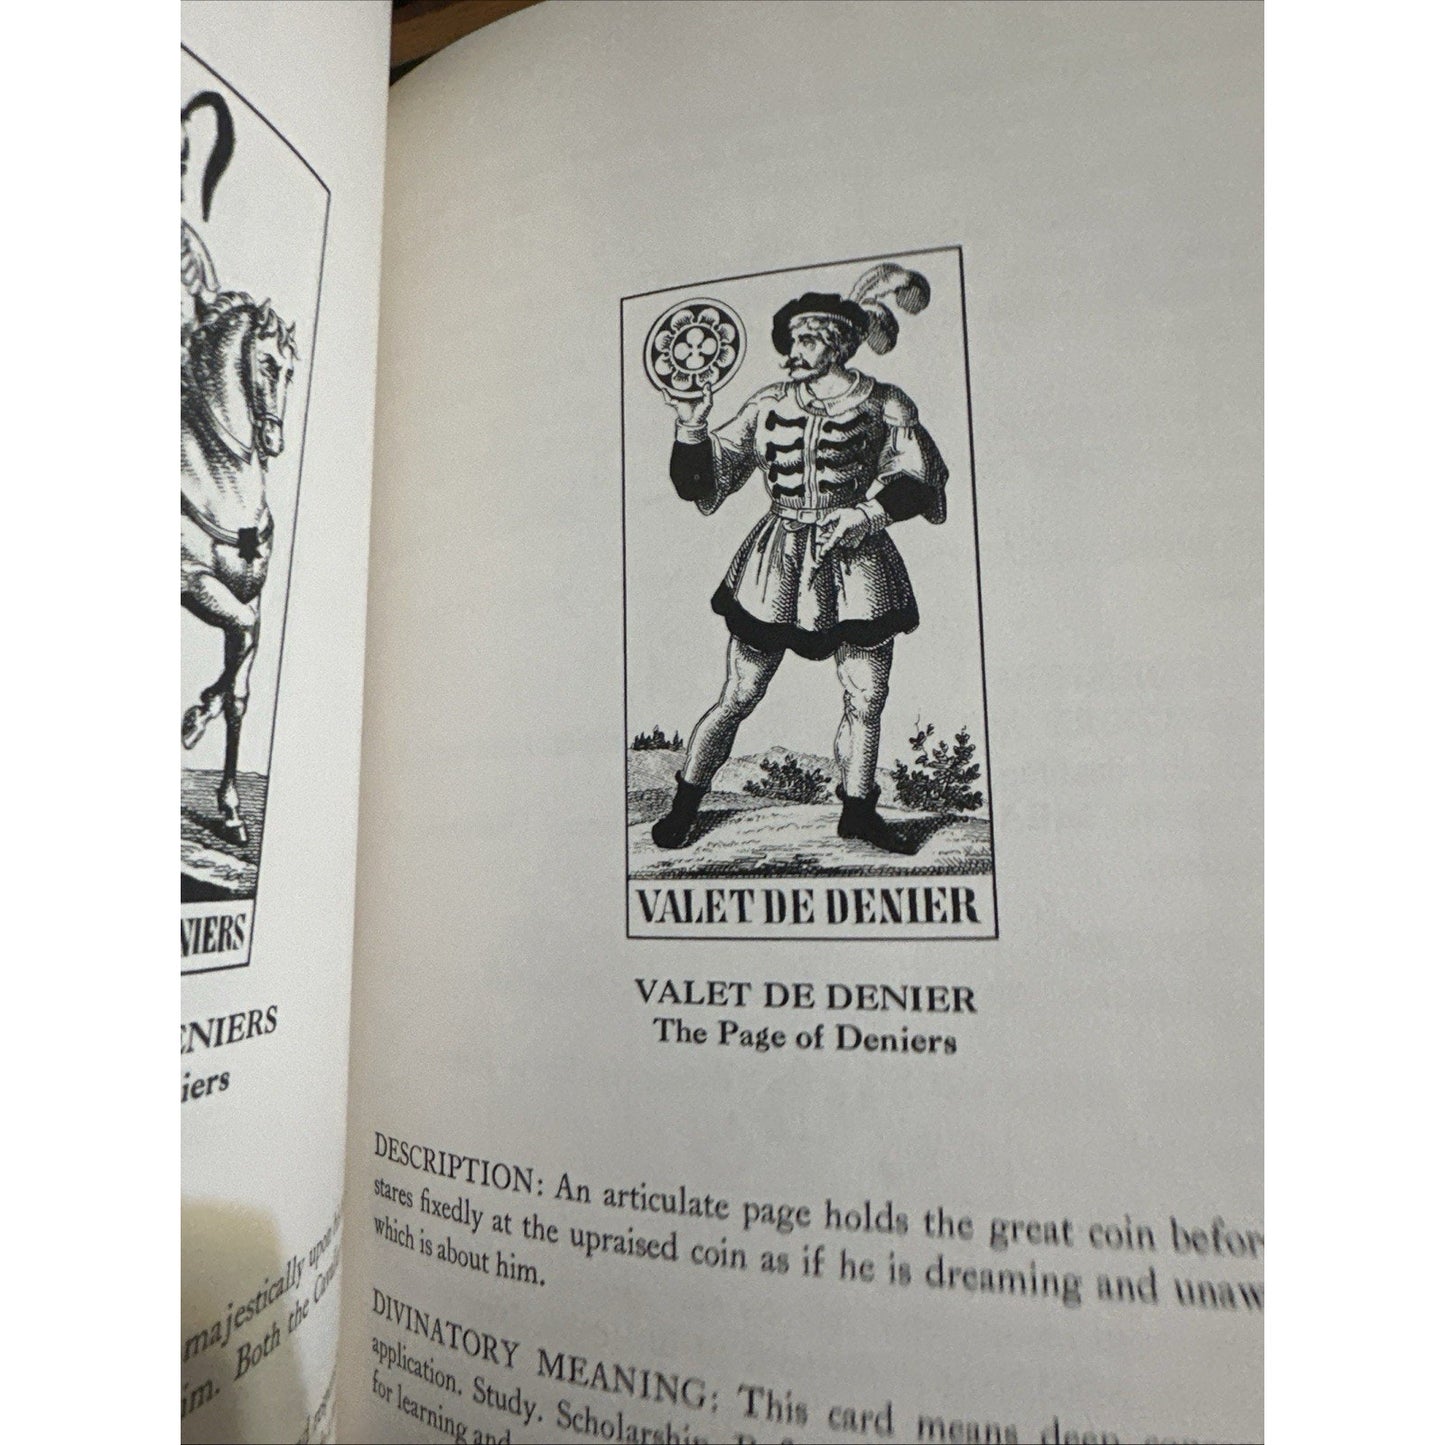 NIERS
ENIERS
iers
majestically upon
im. Both the Cavali
VALET DE DENIER
VALET DE DENIER
The Page of Deniers
DESCRIPTION: An articulate page holds the great coin befor
stares fixedly at the upraised coin as if he is dreaming and unaw
which is about him.
DIVINATORY MEANING: This card means deep
application. Study. Scholarship.
for learning and